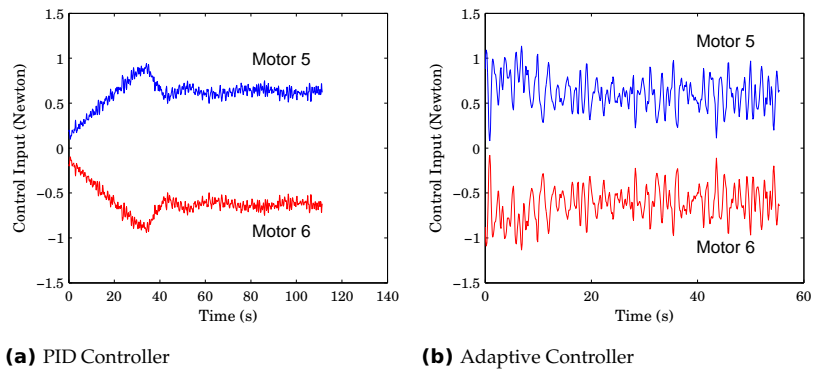 1.5
1
0.5
0
−0.5
−1
−1.5
Control Input (Newton)
Motor 5
Motor 6
0 20 40 60 80 100 120 140
Time (s)
(a) PID Controller
1.5
1
0.5
0
−0.5
−1
−1.5
Control Input (Newton)
Motor 5
Motor 6
0 20 40 60
Time (s)
(b) Adaptive Controller